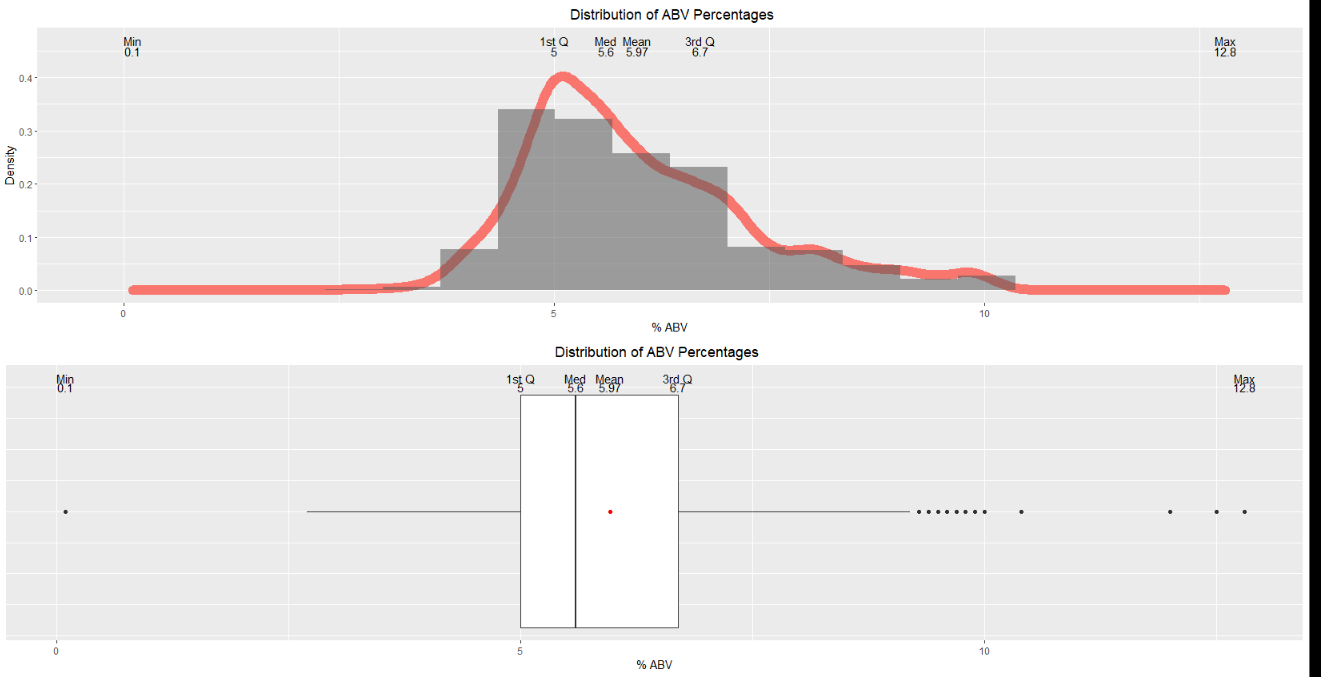 Distribution of ABV Percentages
Min 1st Q Med Mean 3rd Q Max
0.1 5 5.6 5.97 6.7 12.8
0.4
0.3
0.2
0.1
0.0
Density
0 5 10
% ABV
Distribution of ABV Percentages
Min 1st Q Med Mean 3rd Q Max
0.1 5 5.6 5.97 6.7 12.8
0 5 10
% ABV